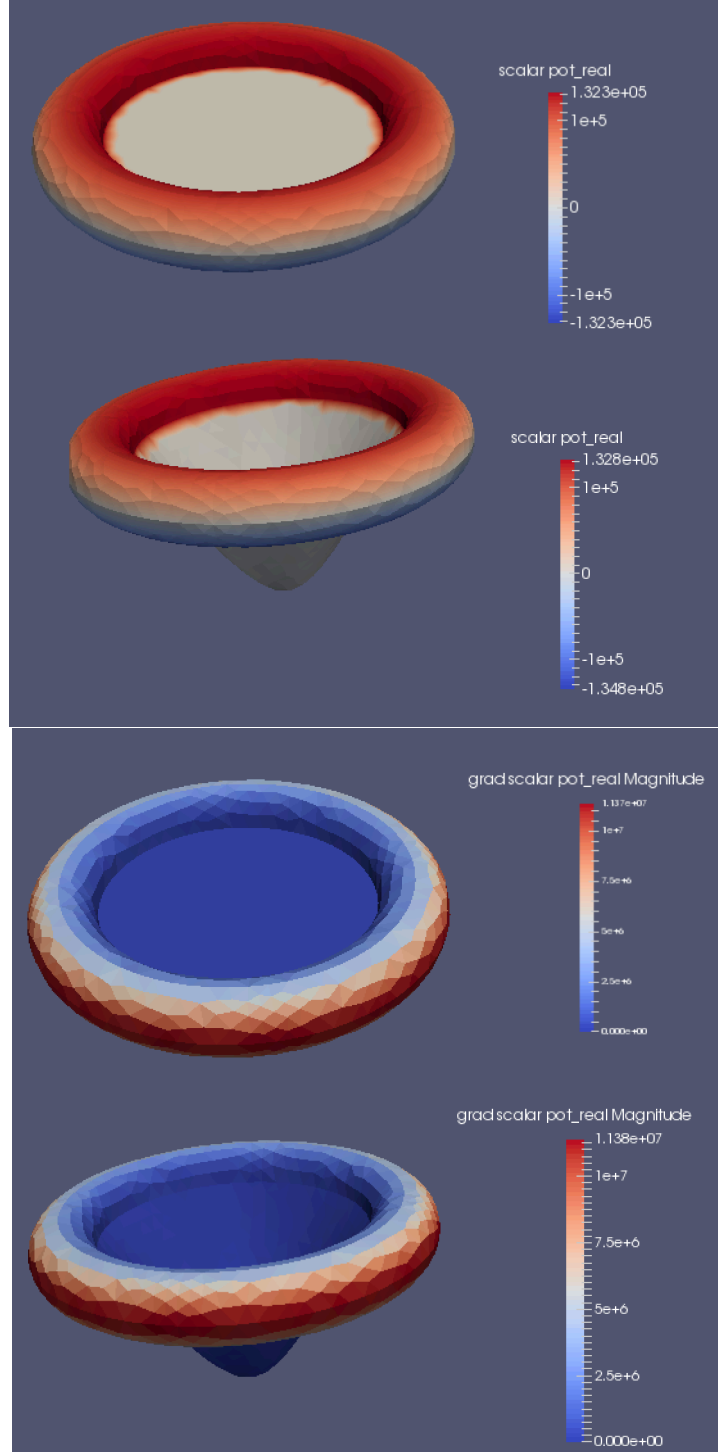 scalar pot_real
1.323e+05
1e+5
0
-1e+5
-1.323e+05
scalar pot_real
1.328e+05
1e+5
0
-1e+5
-1.348e+05
grad scalar pot_real Magnitude
1.137e+07
1e+7
7.5e+6
5e+6
2.5e+6
0.000e+00
grad scalar pot_real Magnitude
1.138e+07
1e+7
7.5e+6
5e+6
2.5e+6
0.000e+00